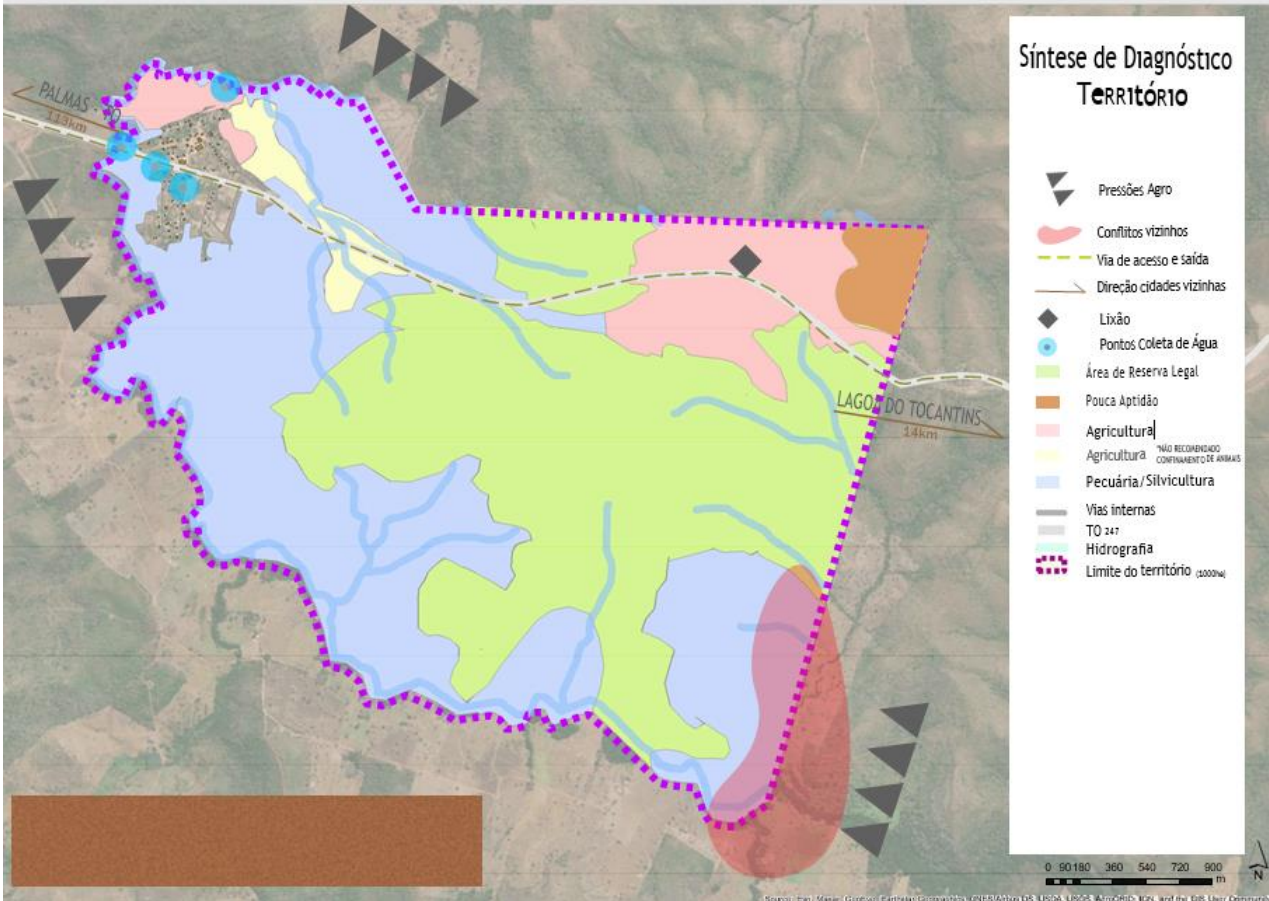 PALMAS - TO
113km
LAGOA DO TOCANTINS
14km
Síntese de Diagnóstico
TERRITÓRIO
Pressões Agro
Conflitos vizinhos
Via de acesso e saída
Direção cidades vizinhas
Lixão
Pontos Coleta de Água
Área de Reserva Legal
Pouca Aptidão
Agricultura
Agricultura *NÃO RECOMENDADO
CONFINAMENTO DE ANIMAIS
Pecuária/Silvicultura
Vias internas
TO 247
Hidrografia
Limite do território (1000ha)
0 90 180 360 540 720 900
m
N